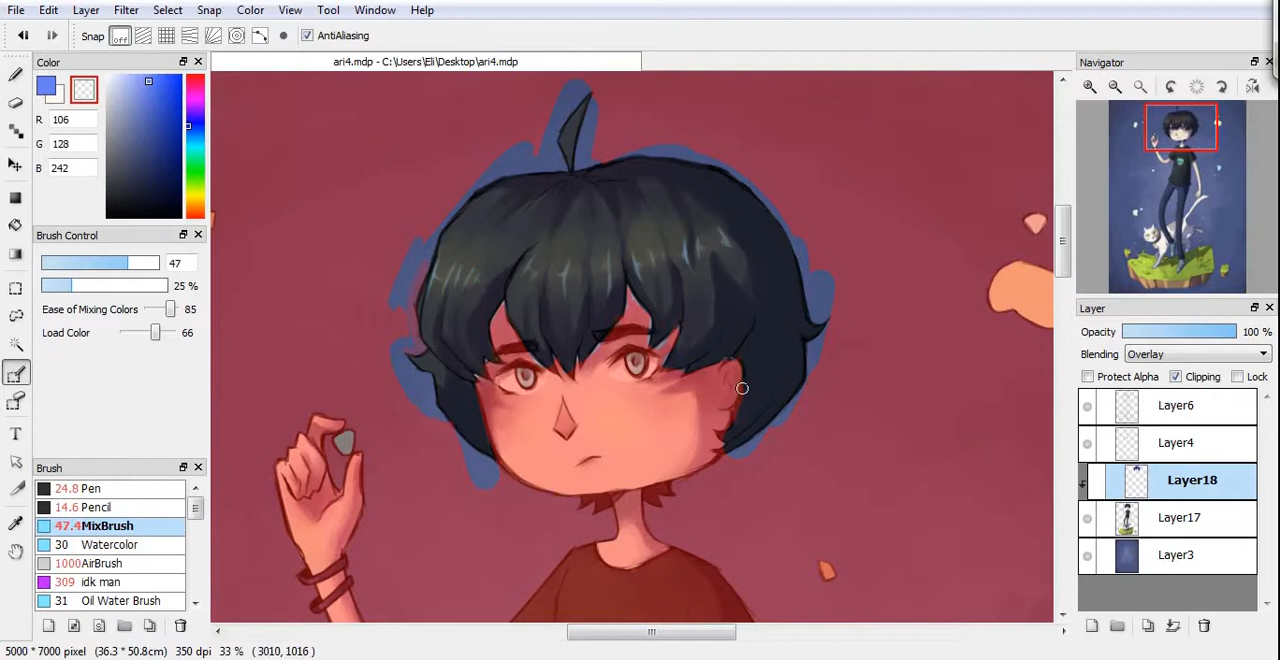 File Edit Layer Filter Select Snap Color View Tool Window Help
Snap off AntiAliasing
Color
ari4.mdp - C:\Users\Eli\Desktop\ari4.mdp
Navigator
R 106
G 128
B 242
Brush Control
47
25 %
Ease of Mixing Colors 85
Load Color 66
Layer
Opacity 100 %
Blending Overlay
Protect Alpha Clipping Lock
Layer6
Layer4
Layer18
Layer17
Layer3
Brush
24.8 Pen
14.6 Pencil
47.4 MixBrush
30 Watercolor
1000 AirBrush
309 idk man
31 Oil Water Brush
5000 * 7000 pixel (36.3 * 50.8cm) 350 dpi 33 % ( 3010, 1016 )